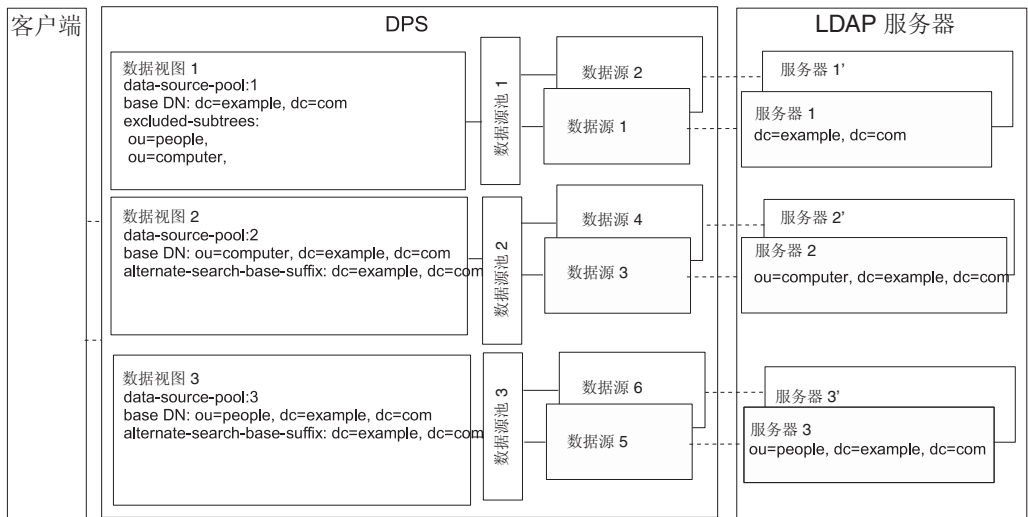 客户端
DPS
LDAP 服务器
数据视图 1
data-source-pool:1
base DN: dc=example, dc=com
excluded-subtrees:
ou=people,
ou=computer,
数据源池 1
数据源 2
数据源 1
服务器 1’
服务器 1
dc=example, dc=com
数据视图 2
data-source-pool:2
base DN: ou=computer, dc=example, dc=com
alternate-search-base-suffix: dc=example, dc=com
数据源池 2
数据源 4
数据源 3
服务器 2’
服务器 2
ou=computer, dc=example, dc=com
数据视图 3
data-source-pool:3
base DN: ou=people, dc=example, dc=com
alternate-search-base-suffix: dc=example, dc=com
数据源池 3
数据源 6
数据源 5
服务器 3’
服务器 3
ou=people, dc=example, dc=com